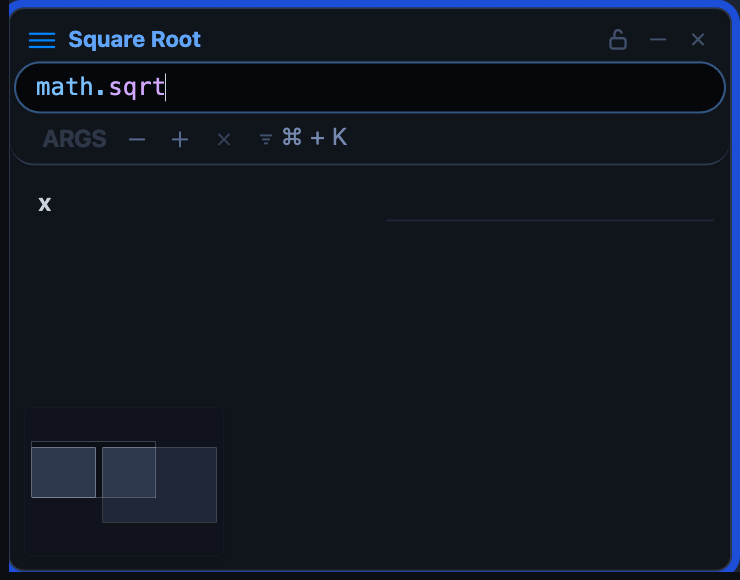 Square Root
math.sqrt
ARGS − + × ⌘ + K
x